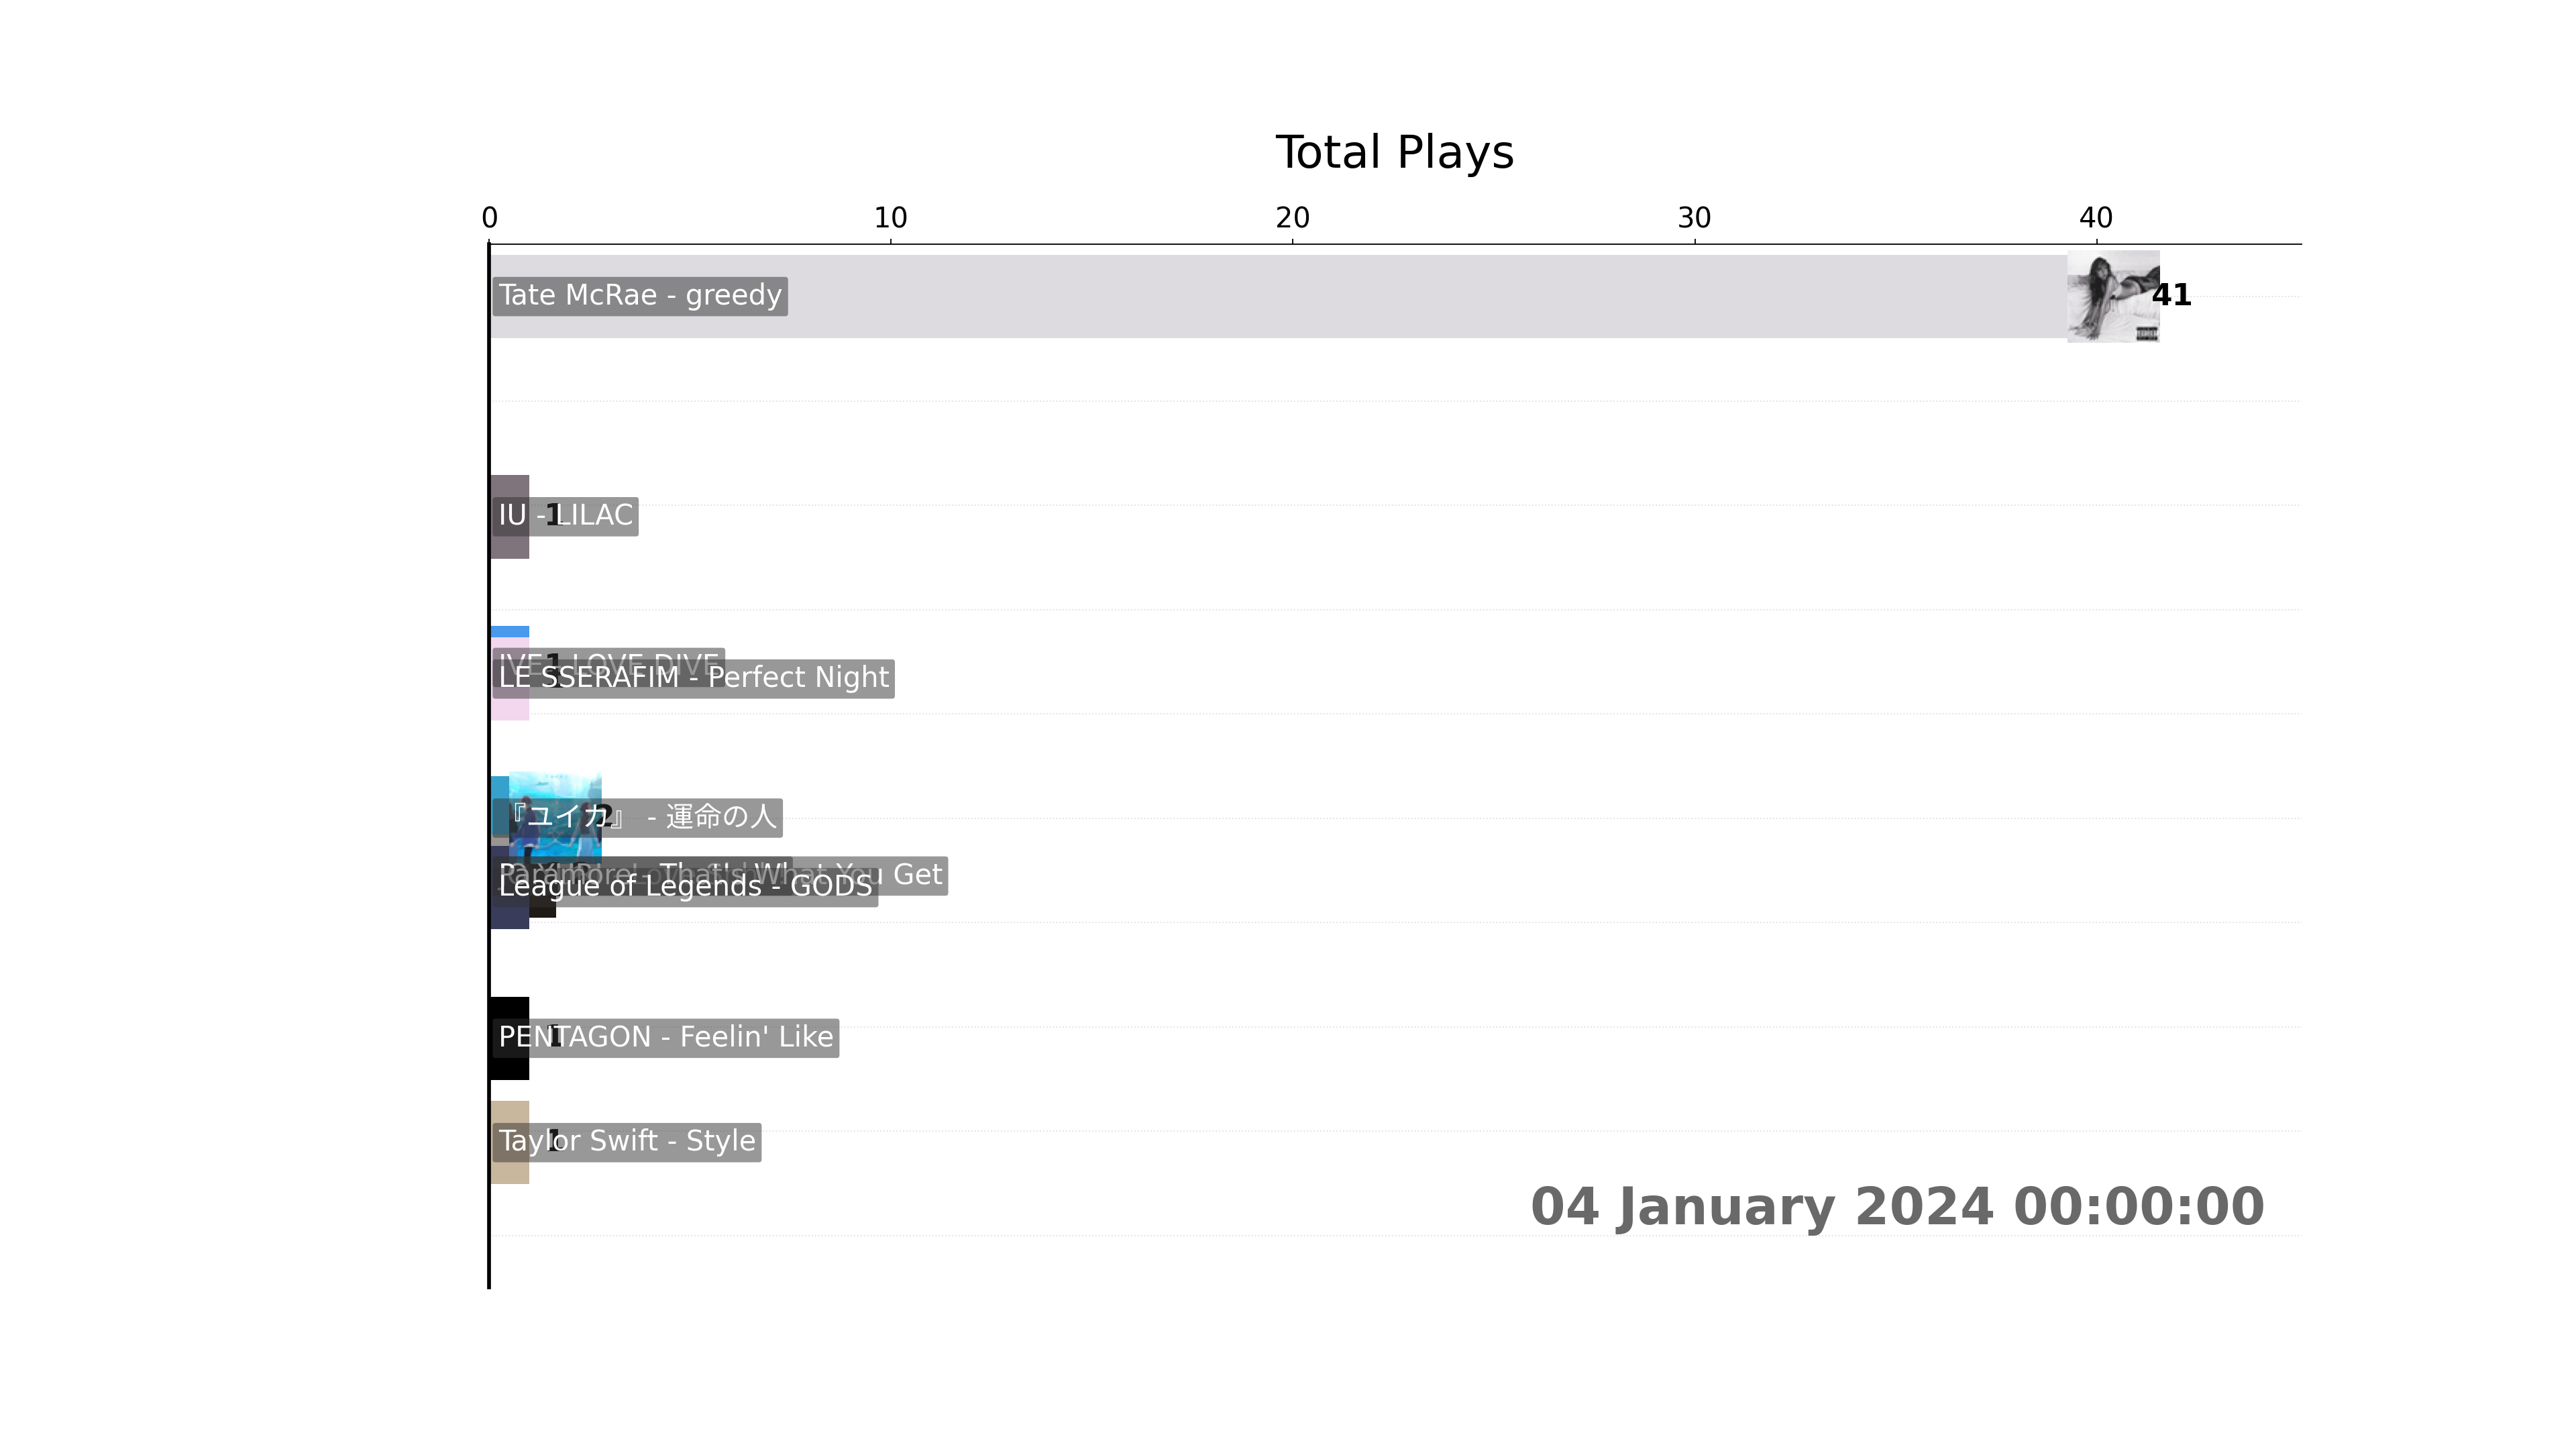 Total Plays
0 10 20 30 40
Tate McRae - greedy 41
IU - LILAC 1
IVE - LOVE DIVE 1
LE SSERAFIM - Perfect Night
『ユイカ』 - 運命の人 2
Paramore - That's What You Get
League of Legends - GODS
PENTAGON - Feelin' Like 1
Taylor Swift - Style 1
04 January 2024 00:00:00